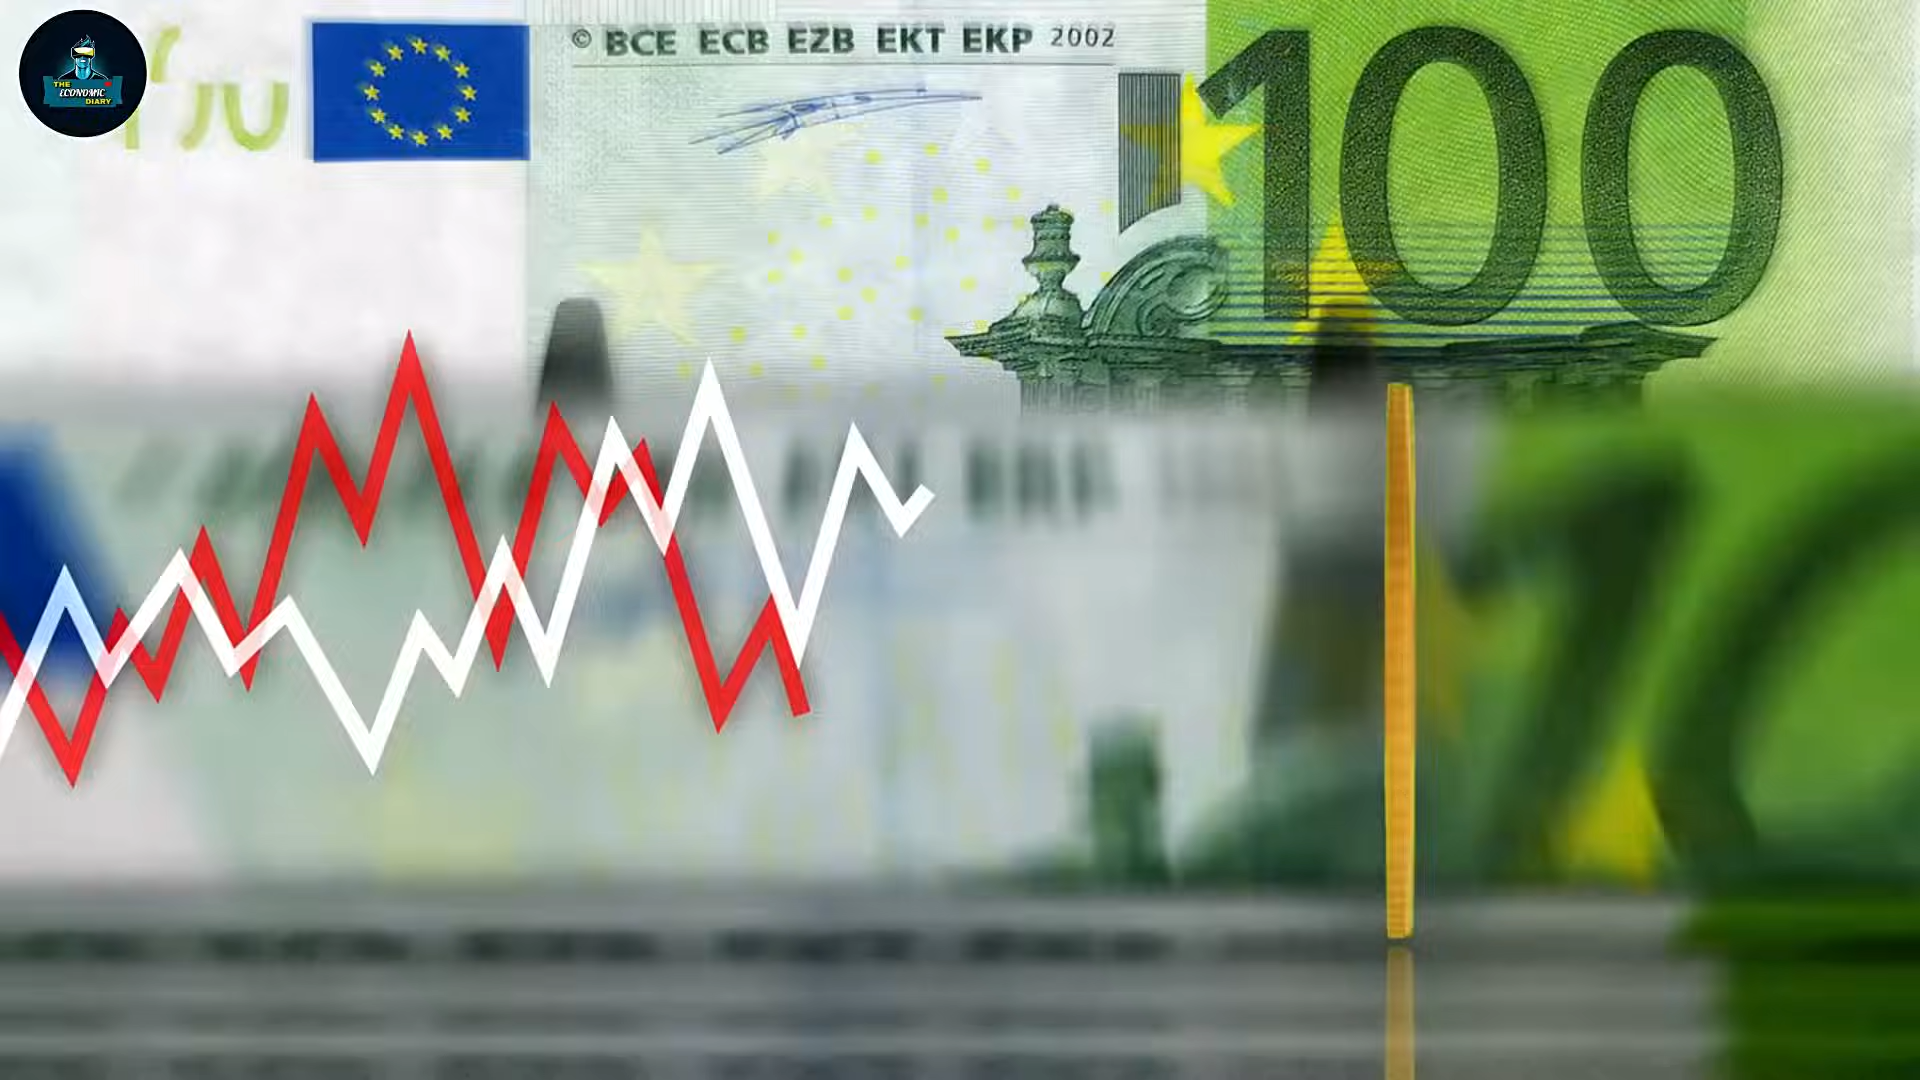 THE
ECONOMIC
DIARY
© BCE ECB EZB EKT EKP 2002
100